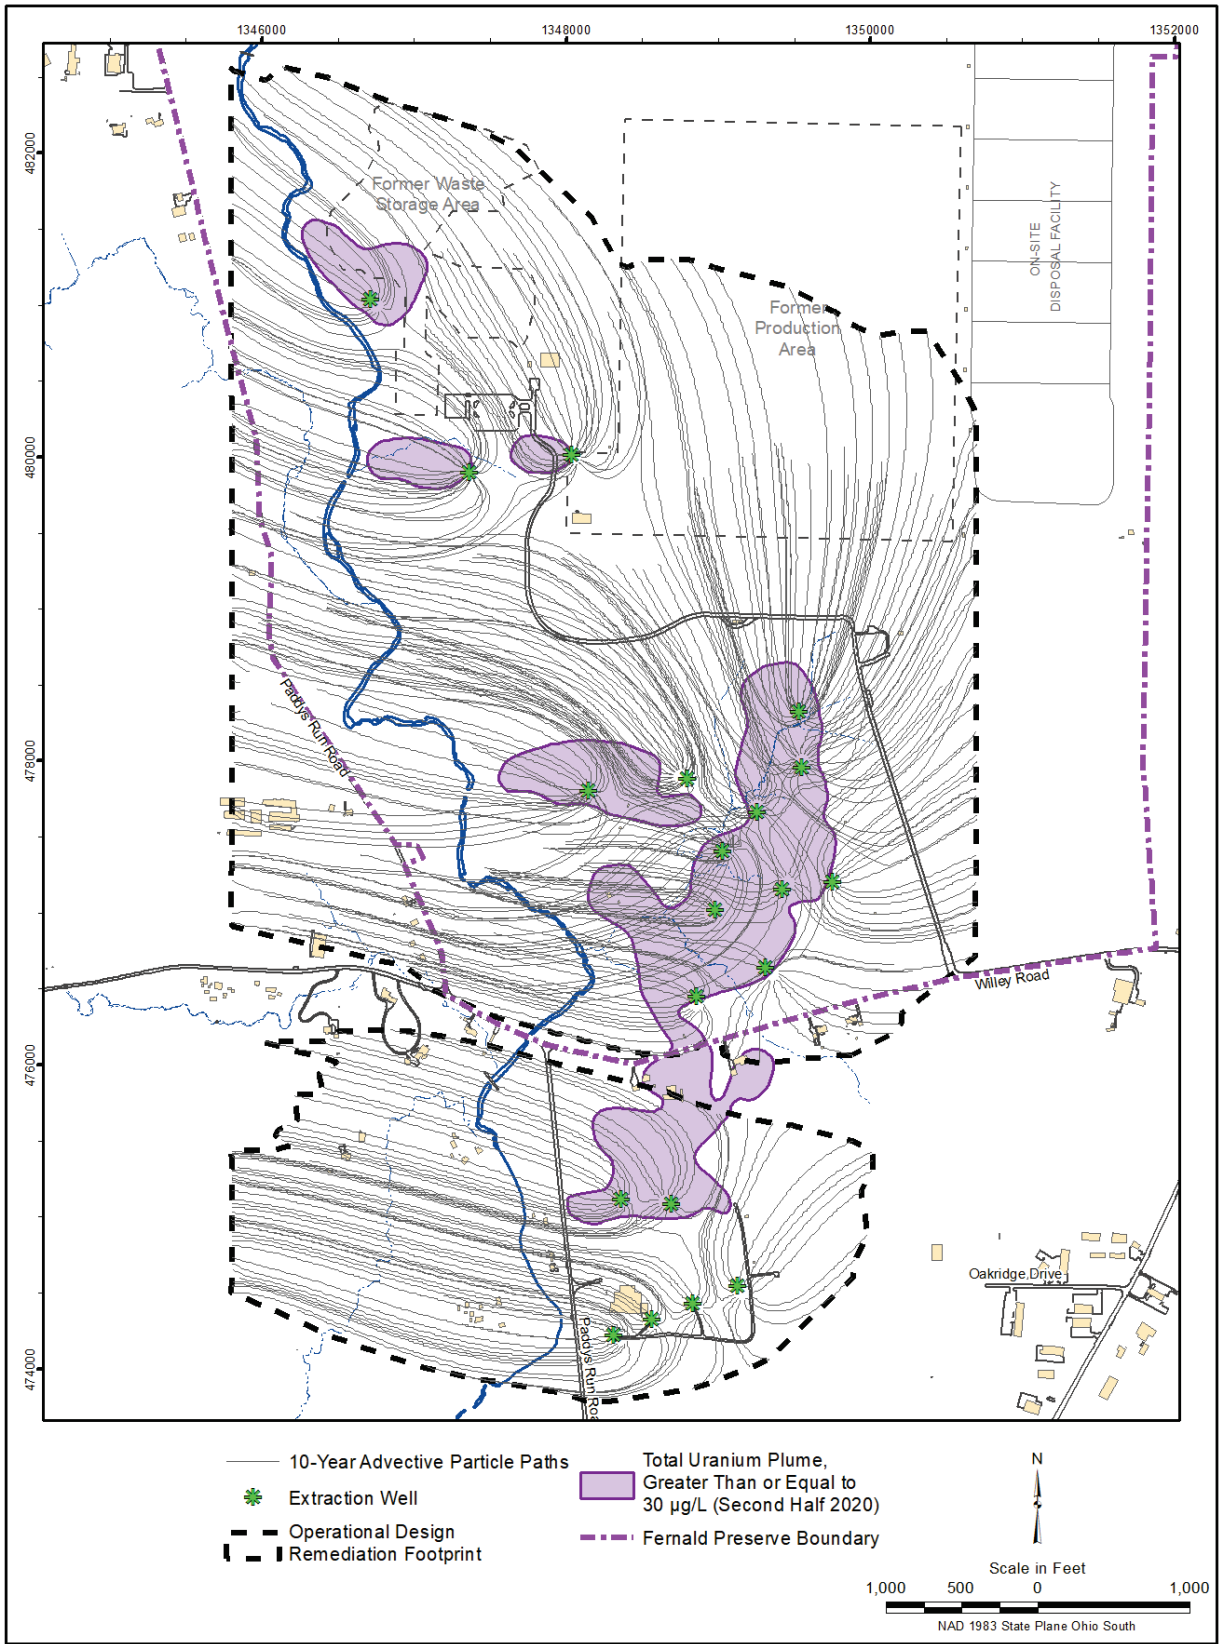 1346000
1348000
1350000
1352000
482000
480000
478000
476000
474000
Former Waste
Storage Area
Former
Production
Area
ON-SITE
DISPOSAL FACILITY
Paddys Run Road
Willey Road
Oakridge Drive
Paddys Run Roa
10-Year Advective Particle Paths
Extraction Well
Operational Design
Remediation Footprint
Total Uranium Plume,
Greater Than or Equal to
30 µg/L (Second Half 2020)
Fernald Preserve Boundary
N
Scale in Feet
1,000 500 0 1,000
NAD 1983 State Plane Ohio South